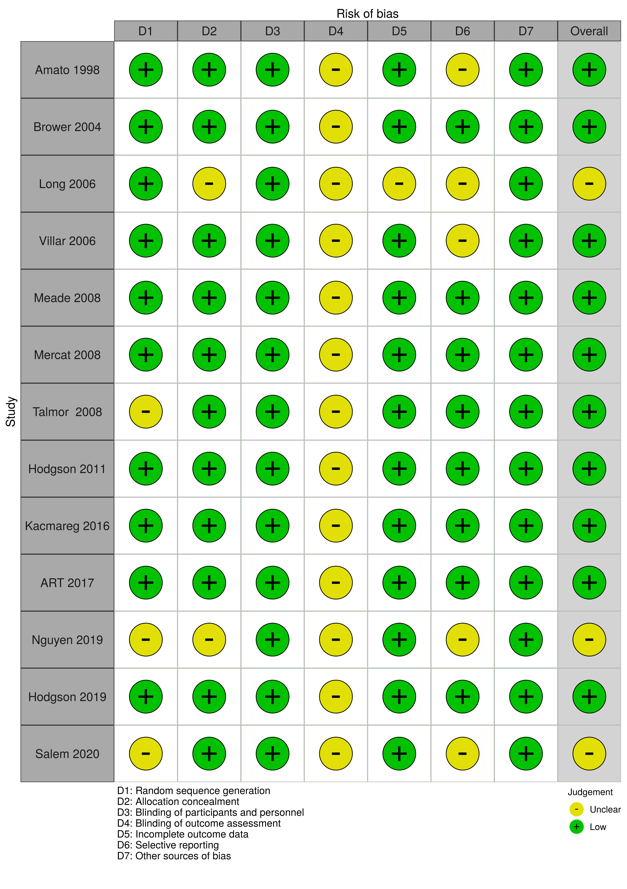 Risk of bias
D1 D2 D3 D4 D5 D6 D7 Overall
Study
Amato 1998 + + + - + - + +
Brower 2004 + + + - + + + +
Long 2006 + - + - - - + -
Villar 2006 + + + - + - + +
Meade 2008 + + + - + + + +
Mercat 2008 + + + - + + + +
Talmor 2008 - + + - + + + +
Hodgson 2011 + + + - + + + +
Kacmareg 2016 + + + - + + + +
ART 2017 + + + - + + + +
Nguyen 2019 - - + - + - + -
Hodgson 2019 + + + - + + + +
Salem 2020 - + + - + - + -
D1: Random sequence generation
D2: Allocation concealment
D3: Blinding of participants and personnel
D4: Blinding of outcome assessment
D5: Incomplete outcome data
D6: Selective reporting
D7: Other sources of bias
Judgement
- Unclear
+ Low